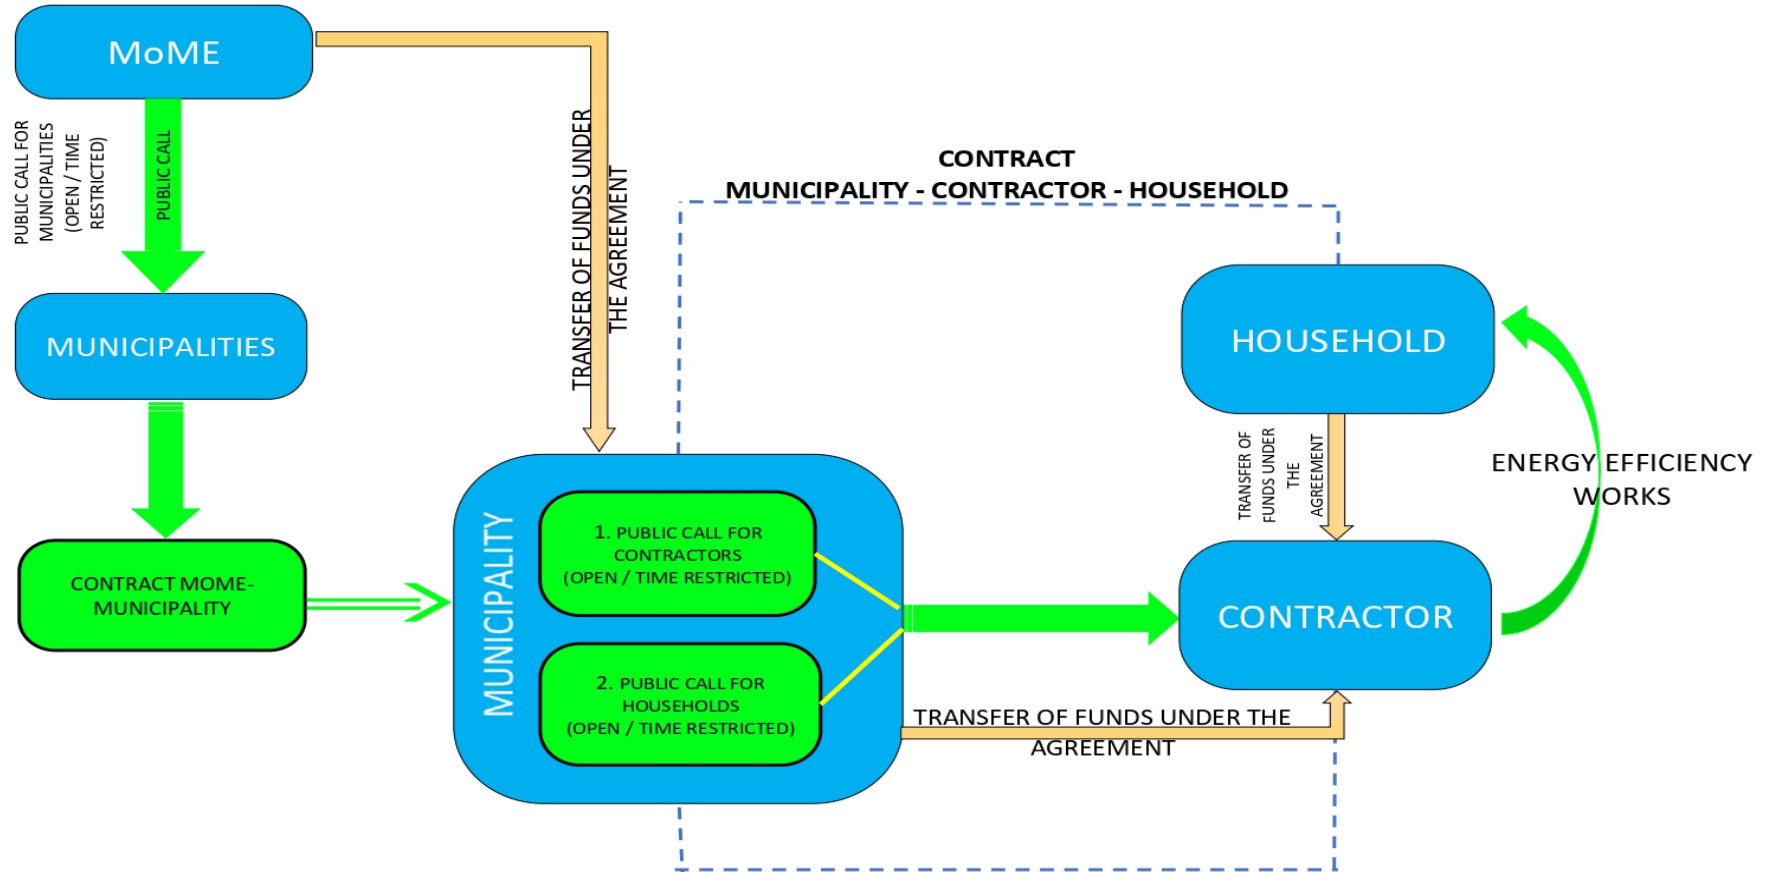 MoME
PUBLIC CALL FOR
MUNICIPALITIES
(OPEN / TIME
RESTRICTED)
PUBLIC CALL
MUNICIPALITIES
CONTRACT MOME-
MUNICIPALITY
TRANSFER OF FUNDS UNDER
THE AGREEMENT
CONTRACT
MUNICIPALITY - CONTRACTOR - HOUSEHOLD
MUNICIPALITY
1. PUBLIC CALL FOR
CONTRACTORS
(OPEN / TIME RESTRICTED)
2. PUBLIC CALL FOR
HOUSEHOLDS
(OPEN / TIME RESTRICTED)
HOUSEHOLD
TRANSFER OF
FUNDS UNDER
THE
AGREEMENT
ENERGY EFFICIENCY
WORKS
CONTRACTOR
TRANSFER OF FUNDS UNDER THE
AGREEMENT